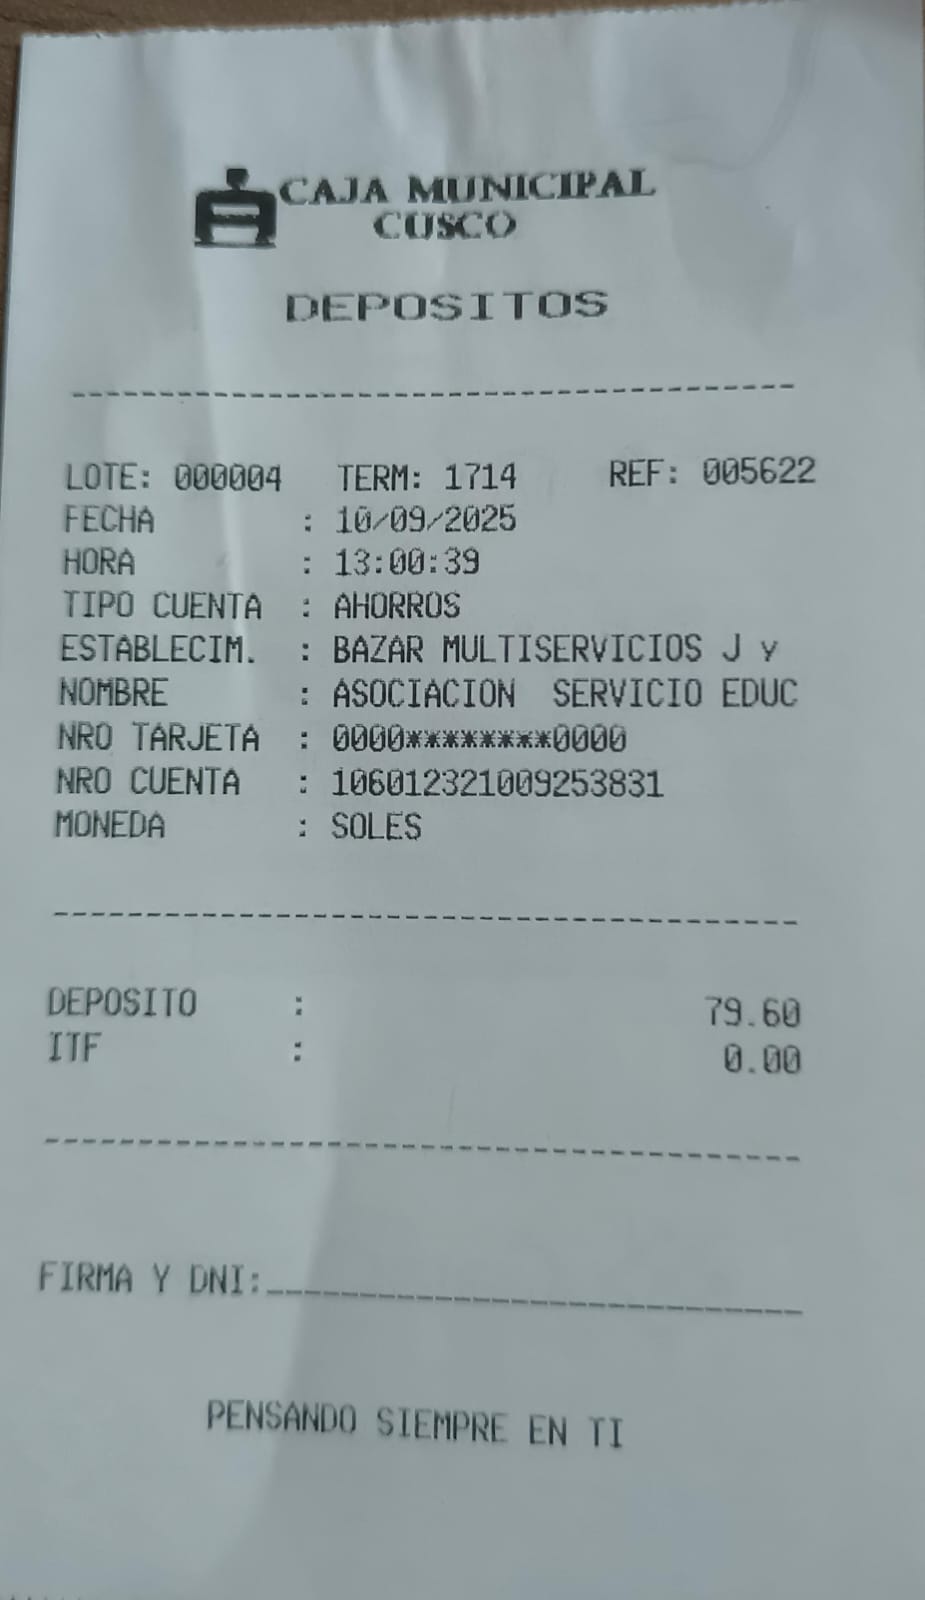 CAJA MUNICIPAL
CUSCO
DEPOSITOS
LOTE: 000004 TERM: 1714 REF: 005622
FECHA : 10/09/2025
HORA : 13:00:39
TIPO CUENTA : AHORROS
ESTABLECIM. : BAZAR MULTISERVICIOS J y
NOMBRE : ASOCIACION SERVICIO EDUC
NRO TARJETA : 0000********0000
NRO CUENTA : 106012321009253831
MONEDA : SOLES
DEPOSITO : 79.60
ITF : 0.00
FIRMA Y DNI:
PENSANDO SIEMPRE EN TI